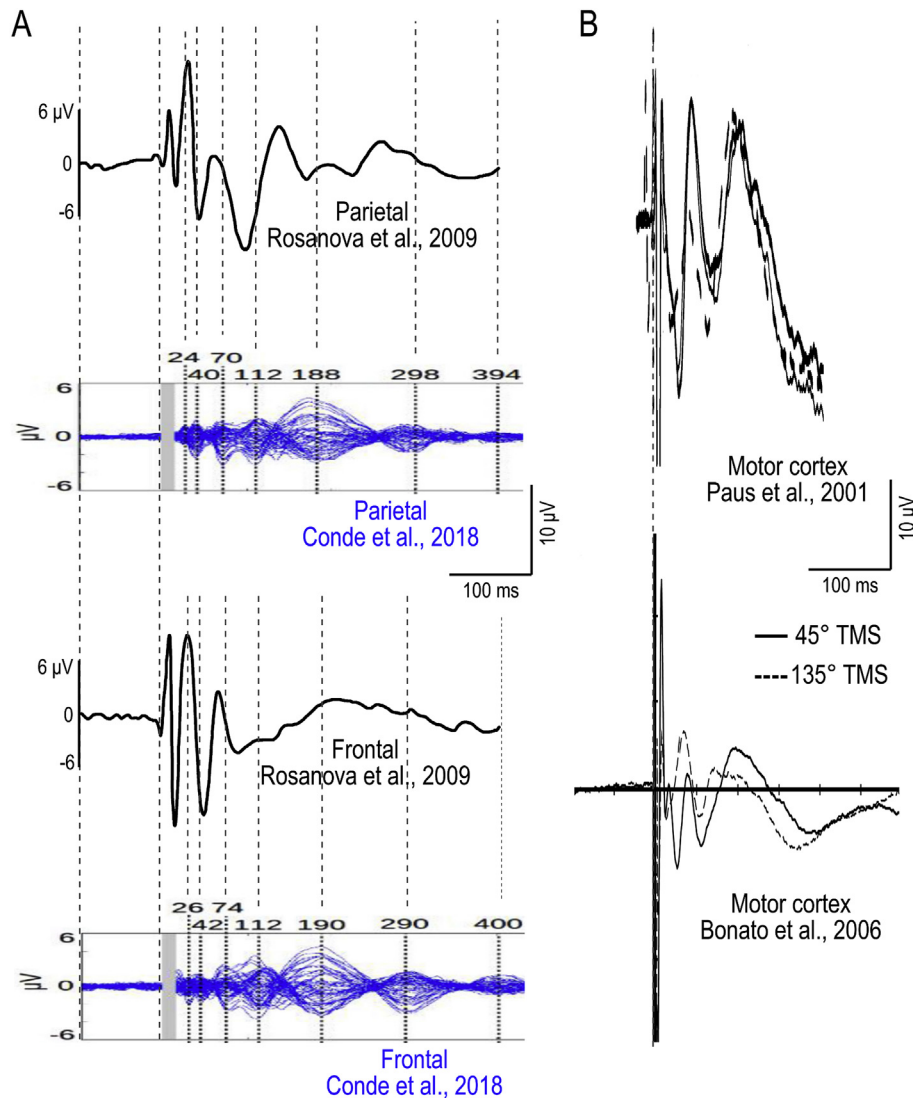 A
6 µV
0
-6
Parietal
Rosanova et al., 2009
24 70
40 112 188 298 394
6
0
-6
µV
Parietal
Conde et al., 2018
10 µV
100 ms
6 µV
0
-6
Frontal
Rosanova et al., 2009
26 74
42 112 190 290 400
6
0
-6
µV
Frontal
Conde et al., 2018
B
Motor cortex
Paus et al., 2001
10 µV
100 ms
45° TMS
135° TMS
Motor cortex
Bonato et al., 2006